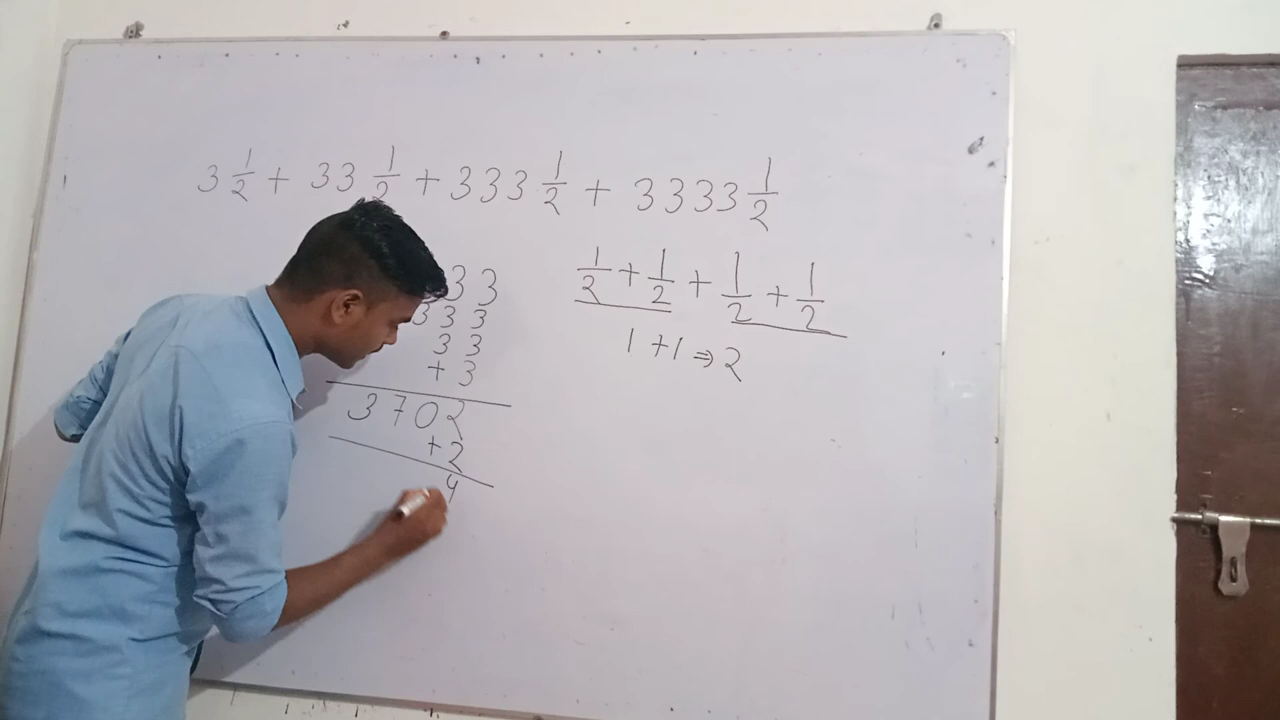 3 1/2 + 33 1/2 + 333 1/2 + 3333 1/2
33
333
33
+ 3
3702
+2
4
1/2 + 1/2 + 1/2 + 1/2
1 + 1 ⇒ 2